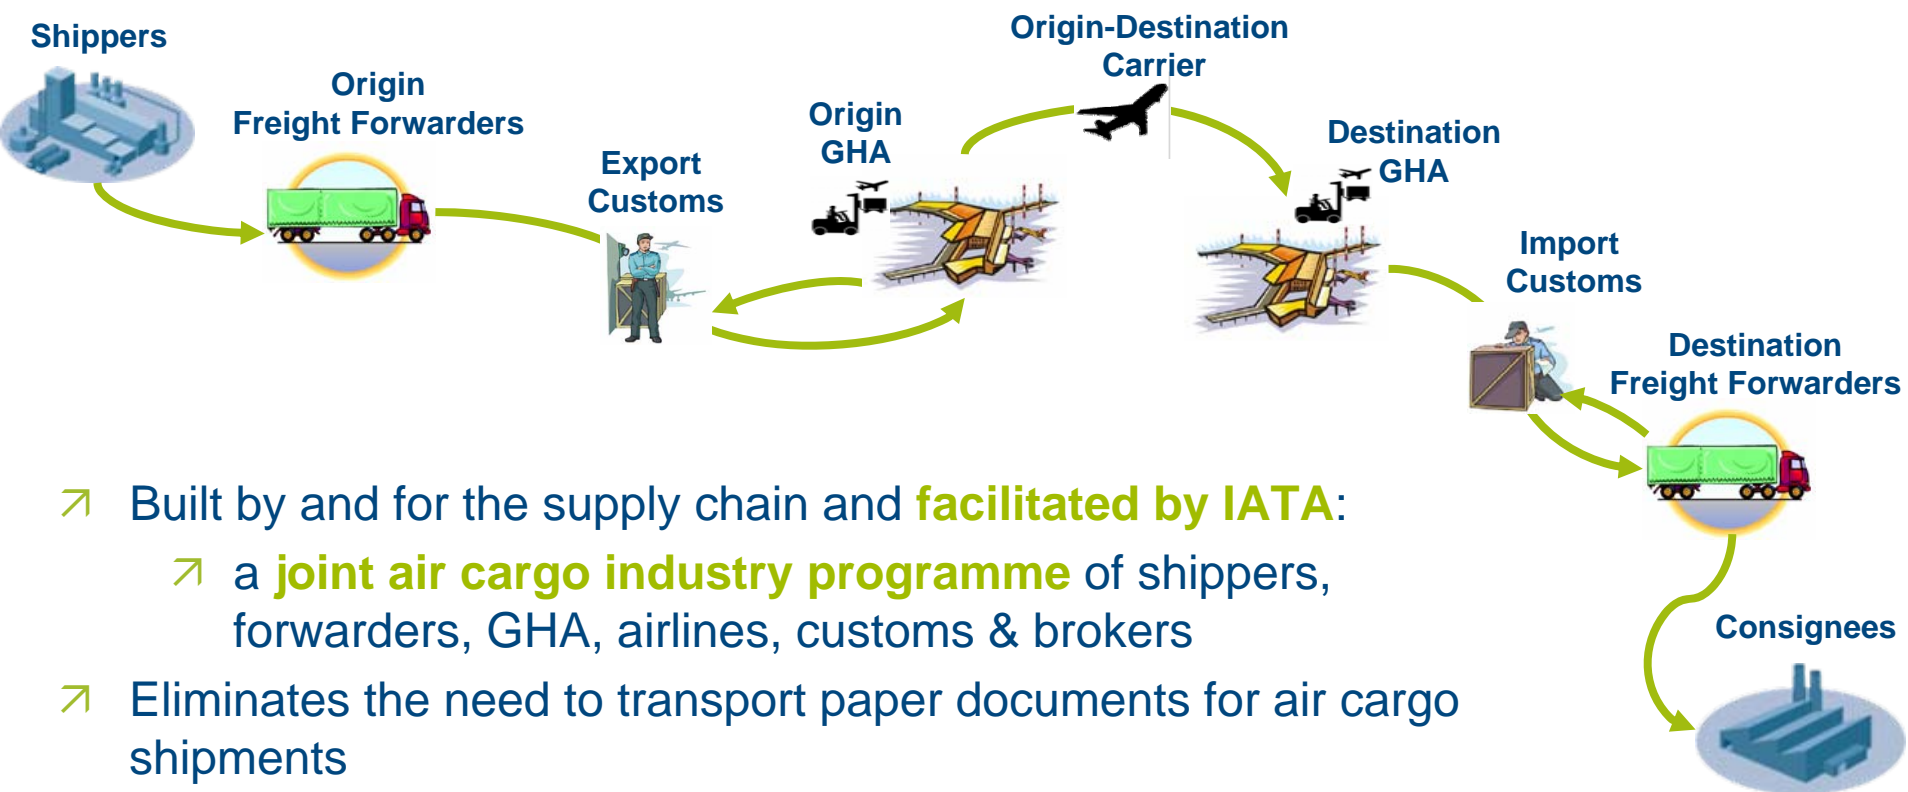 Shippers
Origin
Freight Forwarders
Export
Customs
Origin
GHA
Origin-Destination
Carrier
Destination
GHA
Import
Customs
Destination
Freight Forwarders
Consignees
Built by and for the supply chain and facilitated by IATA:
a joint air cargo industry programme of shippers,
forwarders, GHA, airlines, customs & brokers
Eliminates the need to transport paper documents for air cargo
shipments